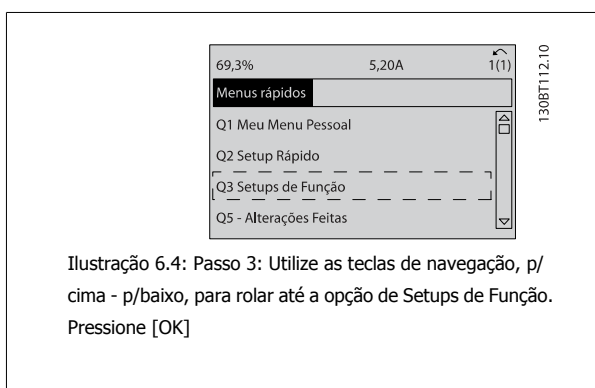 69,3% 5,20A 1(1)
Menus rápidos
Q1 Meu Menu Pessoal
Q2 Setup Rápido
Q3 Setups de Função
Q5 - Alterações Feitas
130BT112.10
Ilustração 6.4: Passo 3: Utilize as teclas de navegação, p/
cima - p/baixo, para rolar até a opção de Setups de Função.
Pressione [OK]